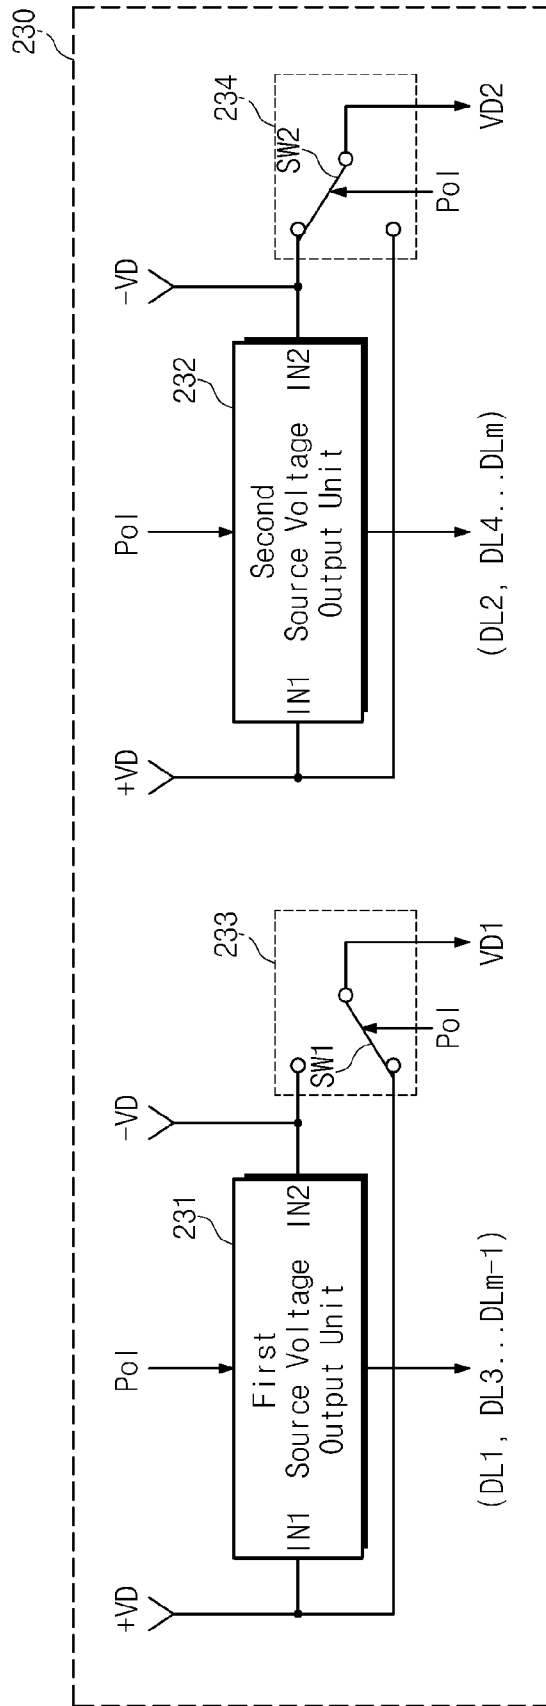 230
+VD
Pol
231
-VD
IN1
First
Source Voltage
Output Unit
IN2
233
SW1
Pol
VD1
(DL1, DL3...DLm-1)
+VD
Pol
232
-VD
IN1
Second
Source Voltage
Output Unit
IN2
234
SW2
Pol
VD2
(DL2, DL4...DLm)